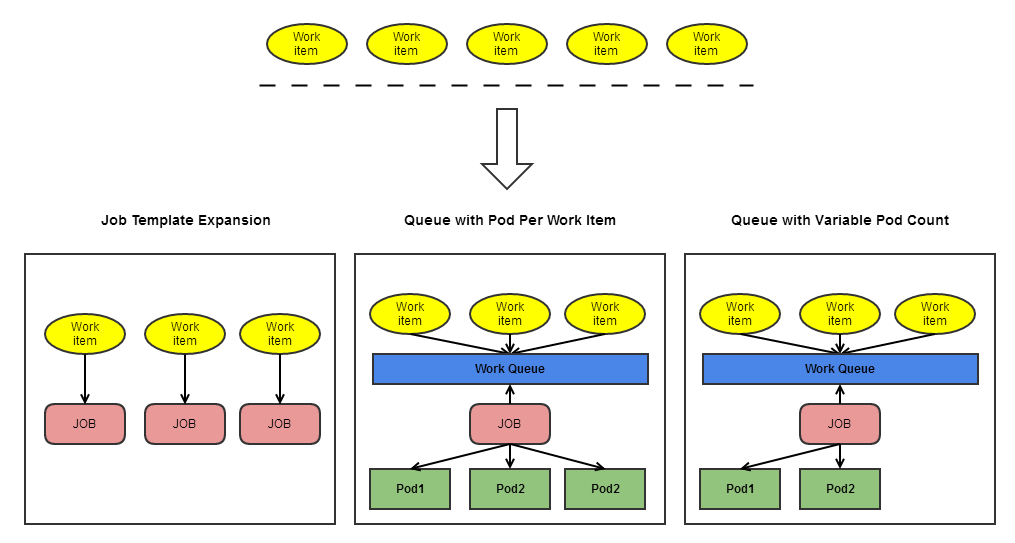 Work
item
Work
item
Work
item
Work
item
Work
item
Job Template Expansion
Work
item
Work
item
Work
item
JOB
JOB
JOB
Queue with Pod Per Work Item
Work
item
Work
item
Work
item
Work Queue
JOB
Pod1
Pod2
Pod2
Queue with Variable Pod Count
Work
item
Work
item
Work
item
Work Queue
JOB
Pod1
Pod2